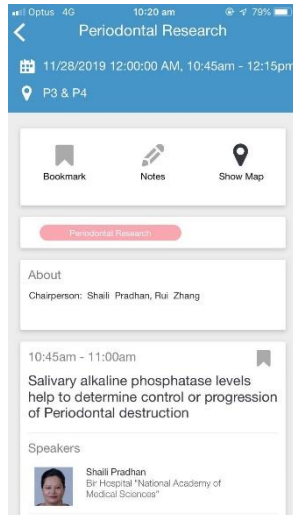 Optus 4G 10:20 am 79%
Periodontal Research
11/28/2019 12:00:00 AM, 10:45am - 12:15pm
P3 & P4
Bookmark Notes Show Map
Periodontal Research
About
Chairperson: Shaili Pradhan, Rui Zhang
10:45am - 11:00am
Salivary alkaline phosphatase levels
help to determine control or progression
of Periodontal destruction
Speakers
Shaili Pradhan
Bir Hospital "National Academy of
Medical Sciences"